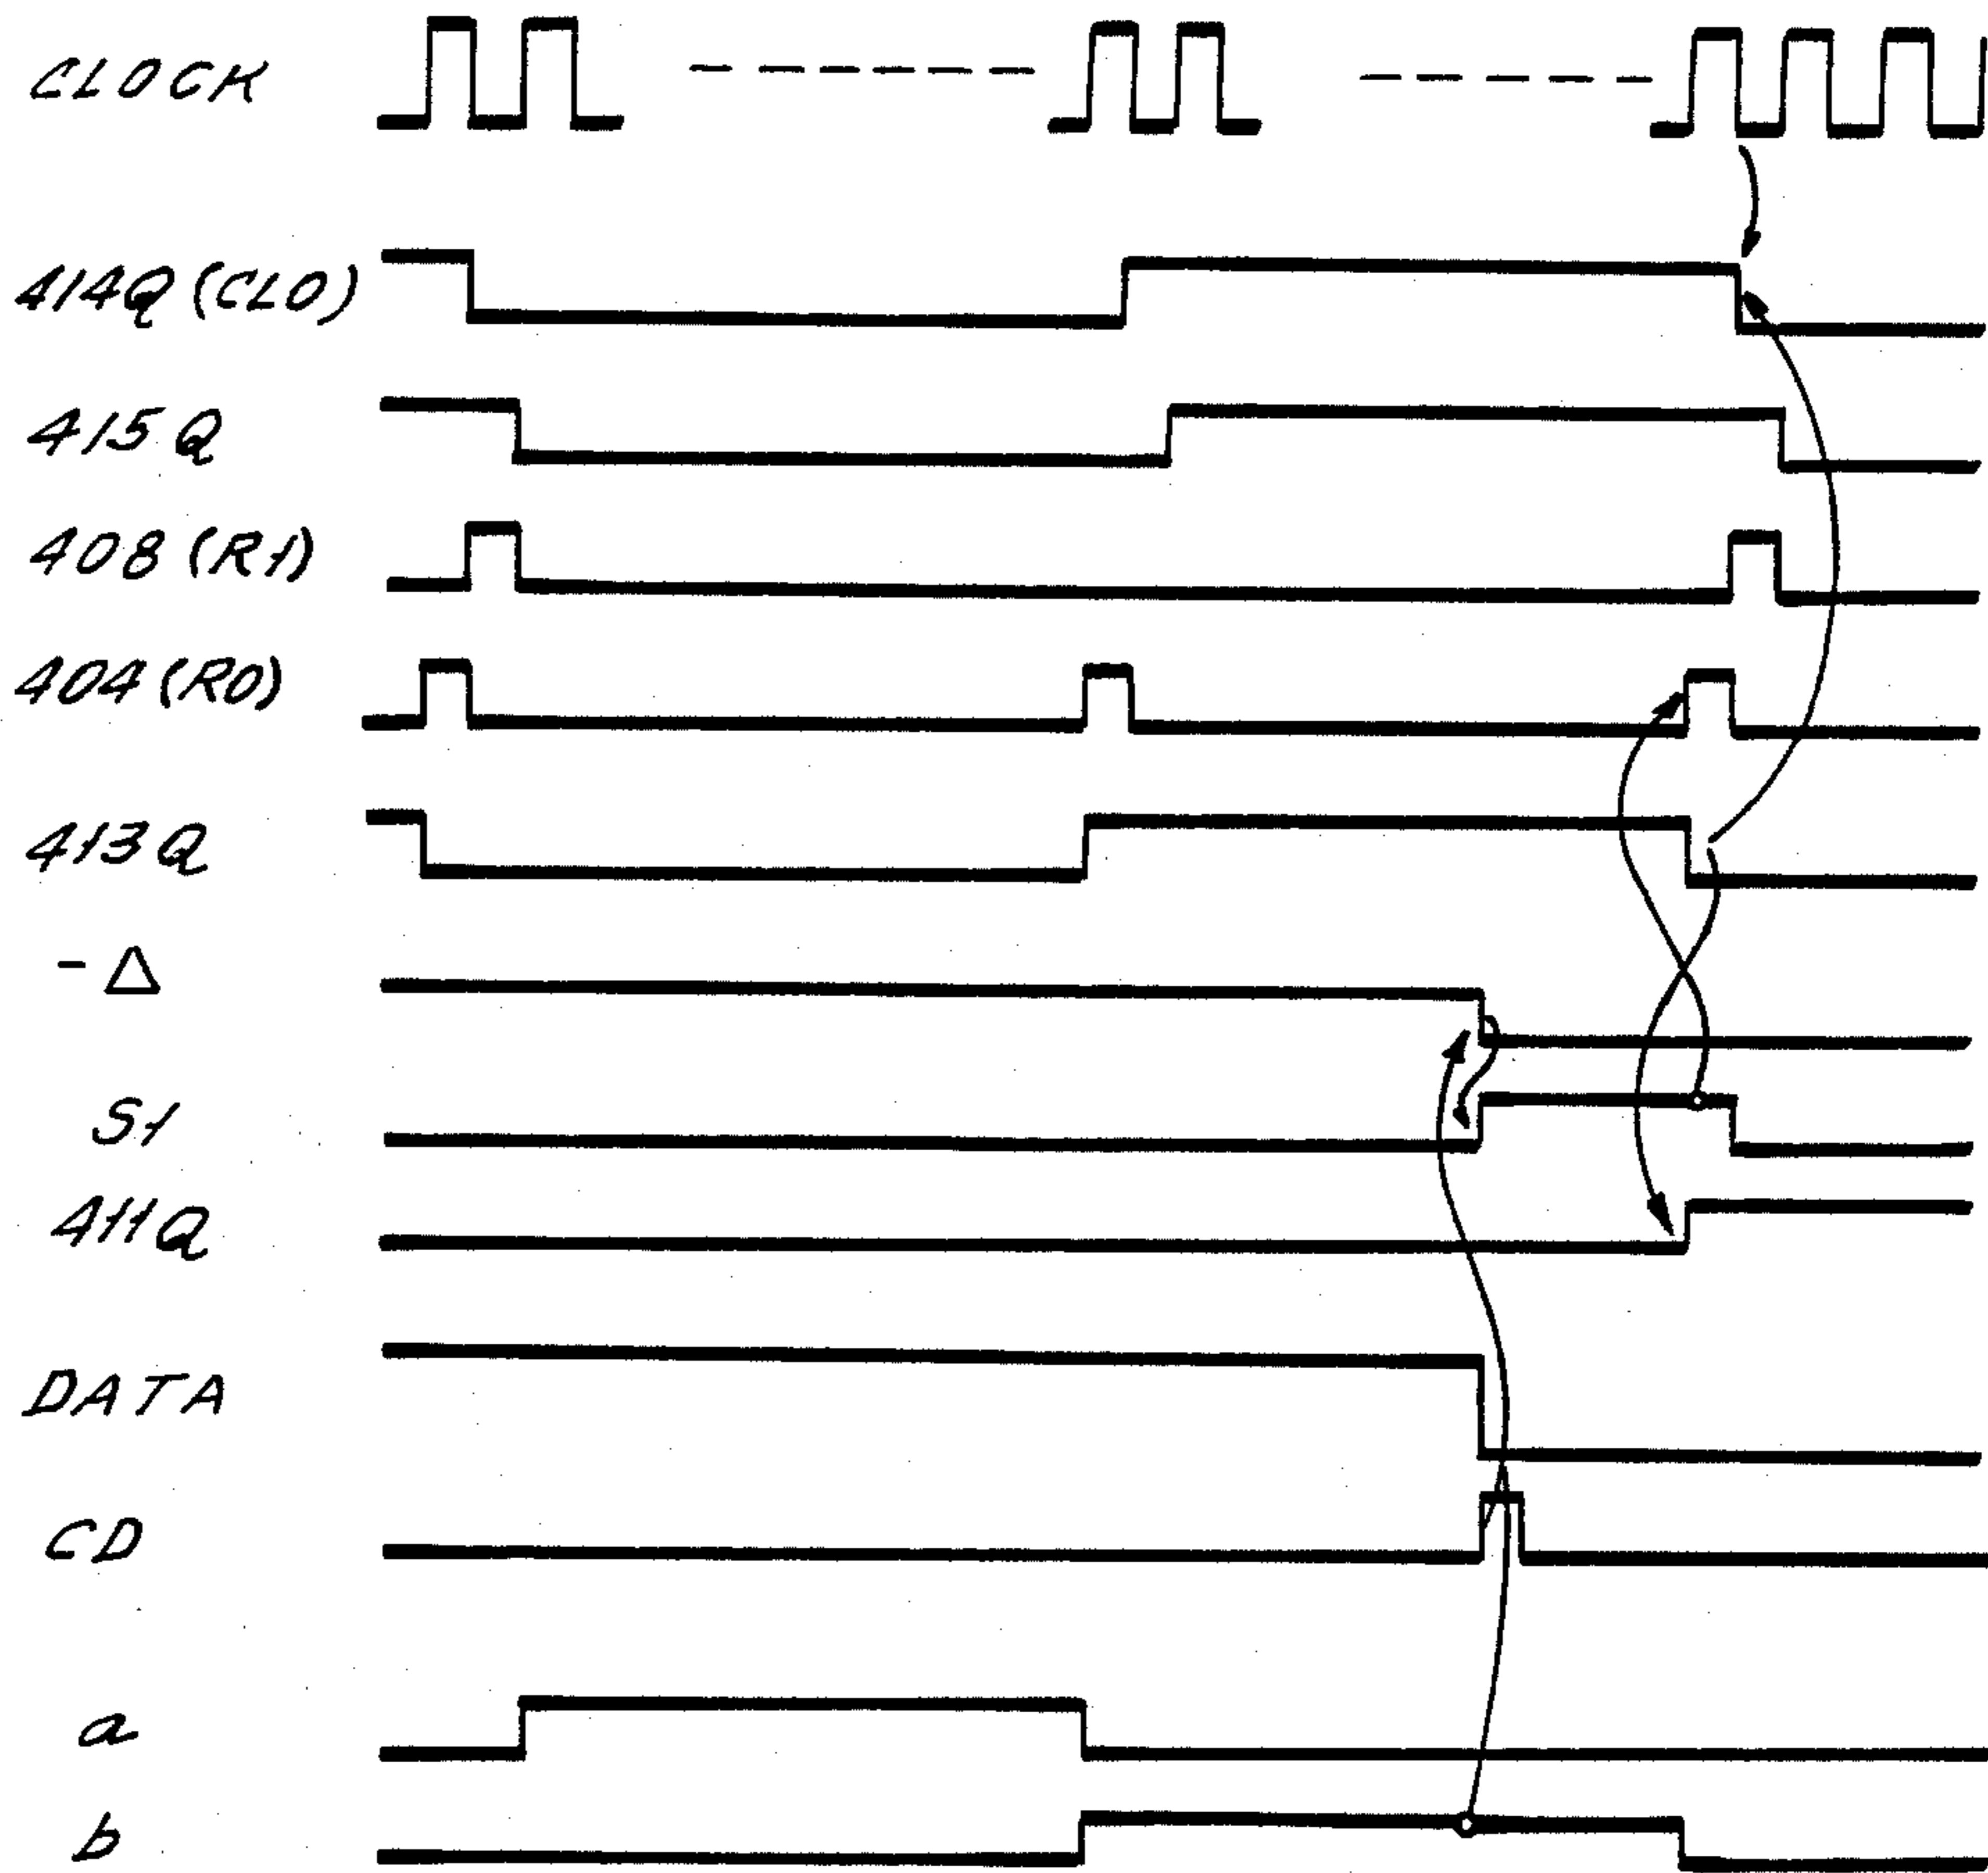 CLOCK
414Q (CLO)
415Q
408 (R1)
404 (R0)
413Q
-Δ
S1
411Q
DATA
CD
a
b